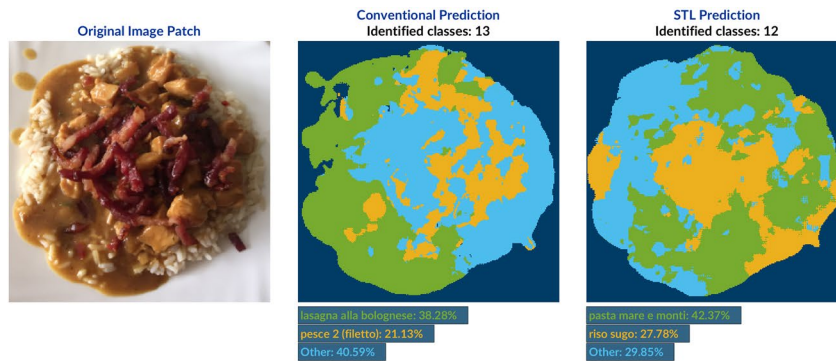 Original Image Patch
Conventional Prediction
Identified classes: 13
STL Prediction
Identified classes: 12
lasagna alla bolognese: 38.28%
pesce 2 (filetto): 21.13%
Other: 40.59%
pasta mare e monti: 42.37%
riso sugo: 27.78%
Other: 29.85%